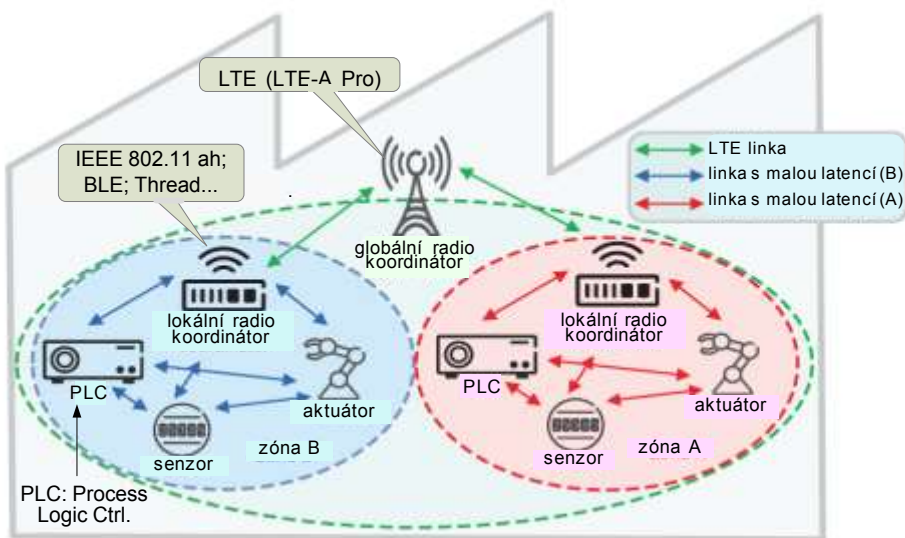 LTE (LTE-A Pro)
IEEE 802.11 ah;
BLE; Thread...
LTE linka
linka s malou latencí (B)
linka s malou latencí (A)
globální radio
koordinátor
lokální radio
koordinátor
PLC
senzor
aktuátor
zóna B
lokální radio
koordinátor
PLC
senzor
aktuátor
zóna A
PLC: Process
Logic Ctrl.